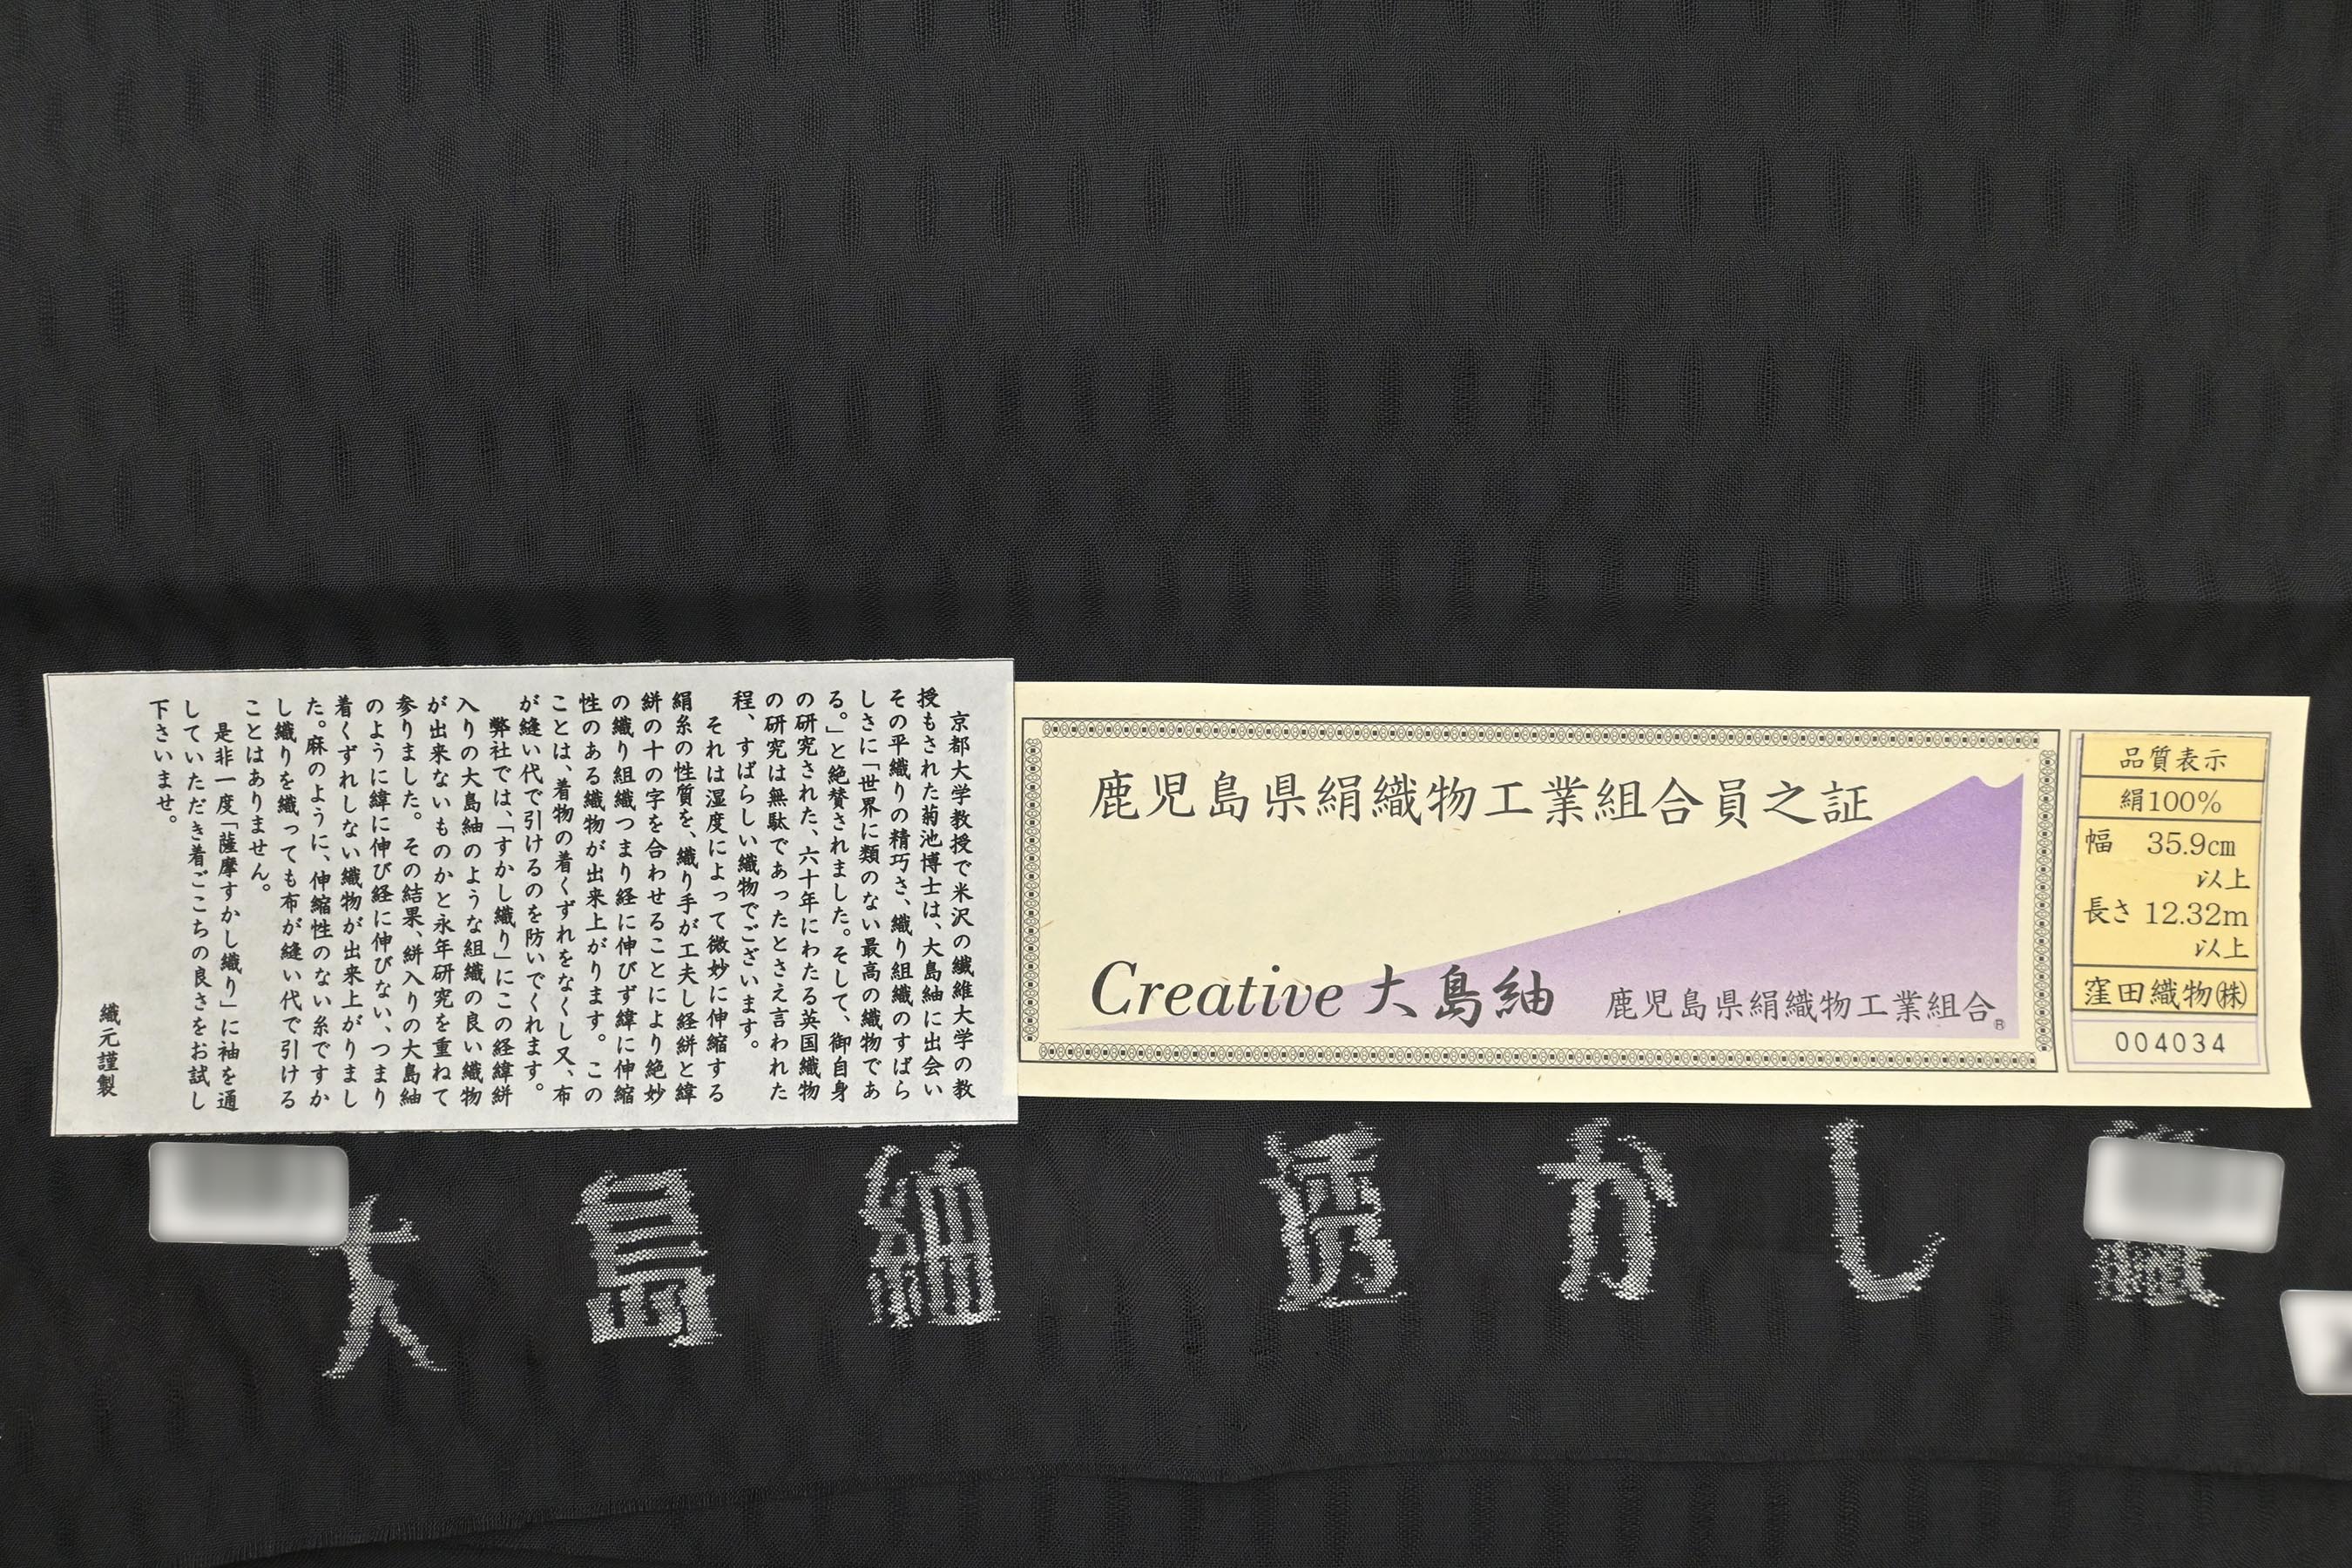 京都大学教授で米沢の繊維大学の教
授もされた菊池博士は、大島紬に出会い
その平織りの精巧さ、織り組織のすばら
しさに「世界に類のない最高の織物であ
る。」と絶賛されました。そして、御自身
の研究された、六十年にわたる英国織物
の研究は無駄であったとさえ言われた
程、すばらしい織物でございます。
それは湿度によって微妙に伸縮する
絹糸の性質を、織り手が工夫し経絣と緯
絣の十の字を合わせることにより絶妙
の織り組織つまり経に伸びず緯に伸縮
性のある織物が出来上がります。この
ことは、着物の着くずれをなくし又、布
が縫い代で引けるのを防いでくれます。
弊社では、「すかし織り」にこの経緯絣
入りの大島紬のような組織の良い織物
が出来ないものかと永年研究を重ねて
参りました。その結果、絣入りの大島紬
のように緯に伸び経に伸びない、つまり
着くずれしない織物が出来上がりまし
た。麻のように、伸縮性のない糸ですか
し織りを織っても布が縫い代で引ける
ことはありません。
是非一度「薩摩すかし織り」に袖を通
していただき着ごこちの良さをお試し
下さいませ。
織元謹製
鹿児島県絹織物工業組合員之証
Creative 大島紬 鹿児島県絹織物工業組合®
品質表示
絹100%
幅 35.9cm
以上
長さ 12.32m
以上
窪田織物㈱
004034
大島紬 透かし